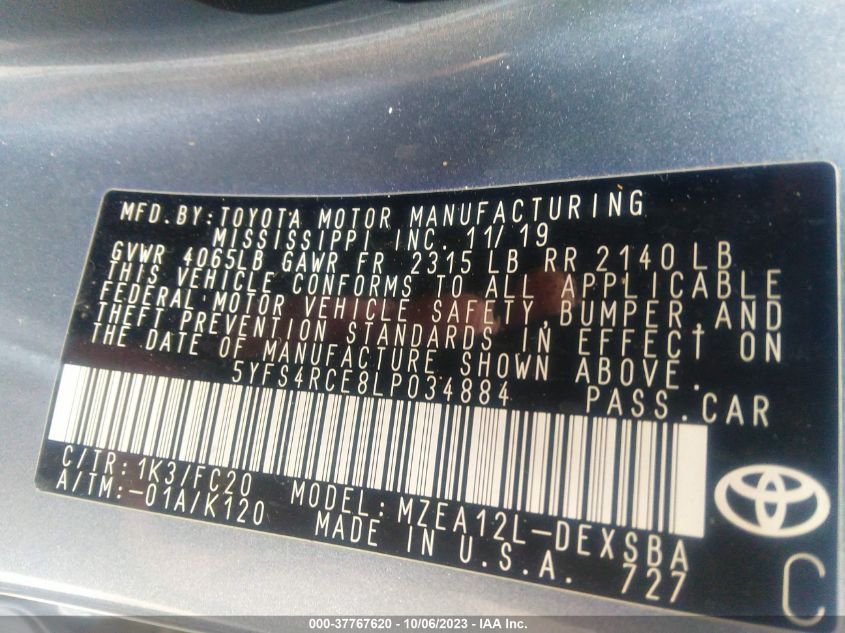 MFD.BY:TOYOTA MOTOR MANUFACTURING
MISSISSIPPI INC. 11/19
GVWR 4065LB GAWR FR 2315 LB RR 2140 LB
THIS VEHICLE CONFORMS TO ALL APPLICABLE
FEDERAL MOTOR VEHICLE SAFETY,BUMPER,AND
THEFT PREVENTION STANDARDS IN EFFECT ON
THE DATE OF MANUFACTURE SHOWN ABOVE.
5YFS4RCE8LP034884 PASS.CAR
C/TR:1K3/FC20 MODEL:MZEA12L-DEXSBA
A/TM:-01A/K120 MADE IN U.S.A. 727
C
000-37767620 - 10/06/2023 - IAA Inc.